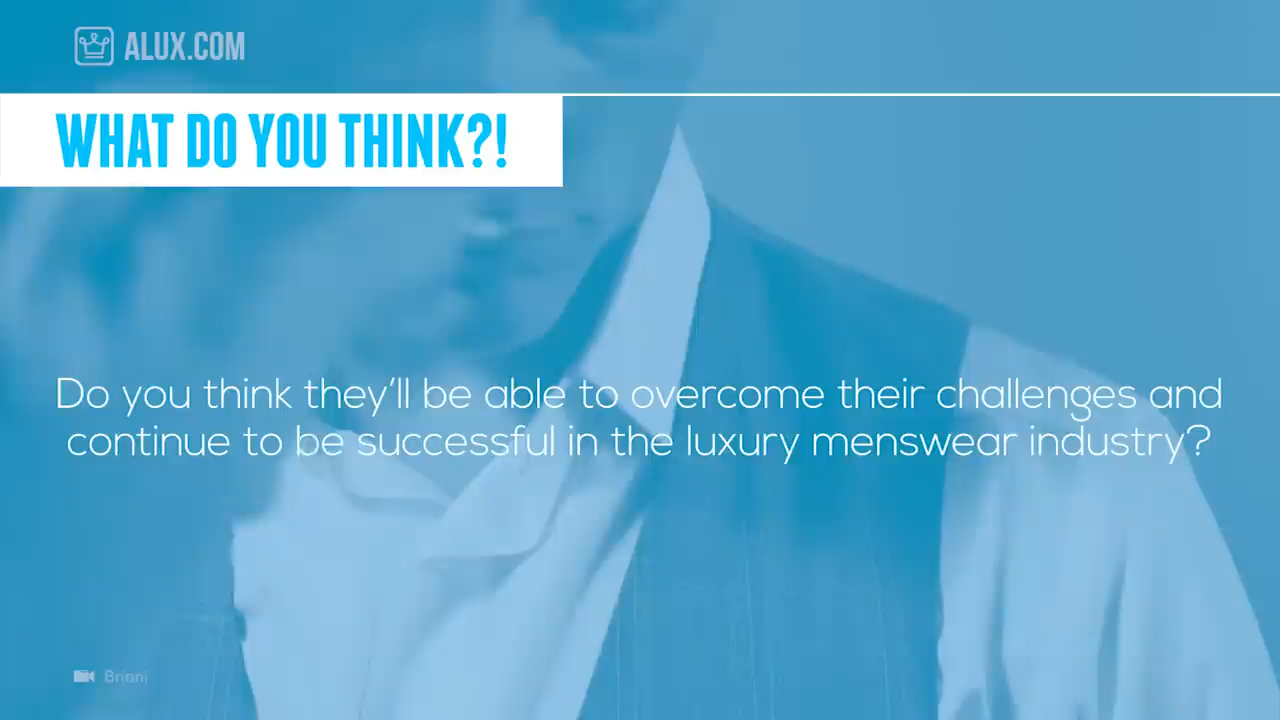 ALUX.COM
WHAT DO YOU THINK?!
Do you think they'll be able to overcome their challenges and
continue to be successful in the luxury menswear industry?
Brioni